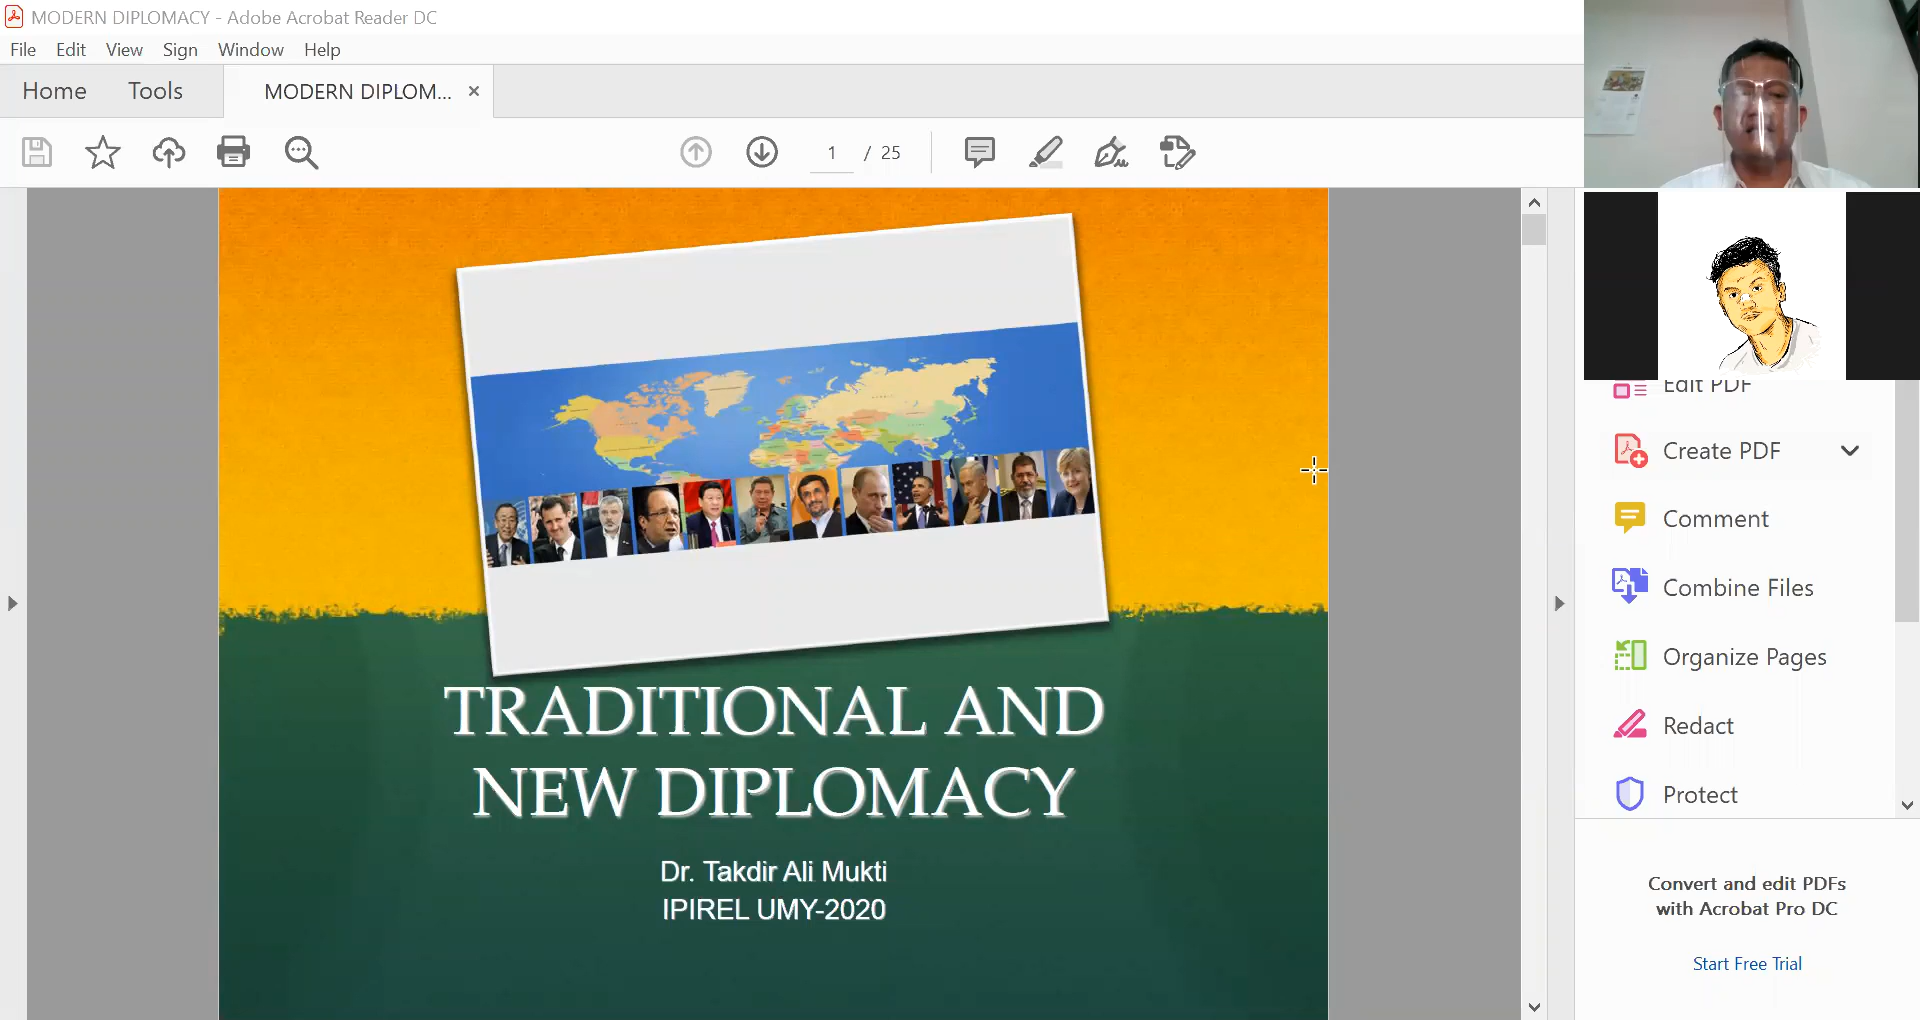 MODERN DIPLOMACY - Adobe Acrobat Reader DC
File Edit View Sign Window Help
Home Tools MODERN DIPLOM... ×
1 / 25
TRADITIONAL AND
NEW DIPLOMACY
Dr. Takdir Ali Mukti
IPIREL UMY-2020
Edit PDF
Create PDF
Comment
Combine Files
Organize Pages
Redact
Protect
Convert and edit PDFs
with Acrobat Pro DC
Start Free Trial